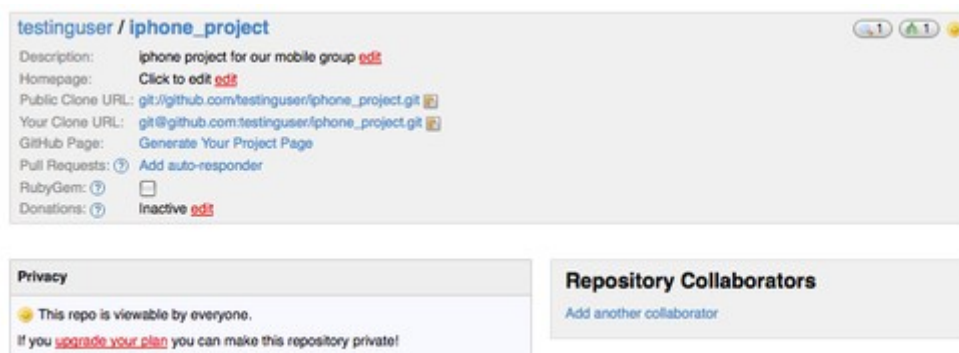 testinguser / iphone_project 1 1
Description: iphone project for our mobile group edit
Homepage: Click to edit edit
Public Clone URL: git://github.com/testinguser/iphone_project.git
Your Clone URL: git@github.com:testinguser/iphone_project.git
GitHub Page: Generate Your Project Page
Pull Requests: ? Add auto-responder
RubyGem: ?
Donations: ? Inactive edit
Privacy
This repo is viewable by everyone.
If you upgrade your plan you can make this repository private!
Repository Collaborators
Add another collaborator